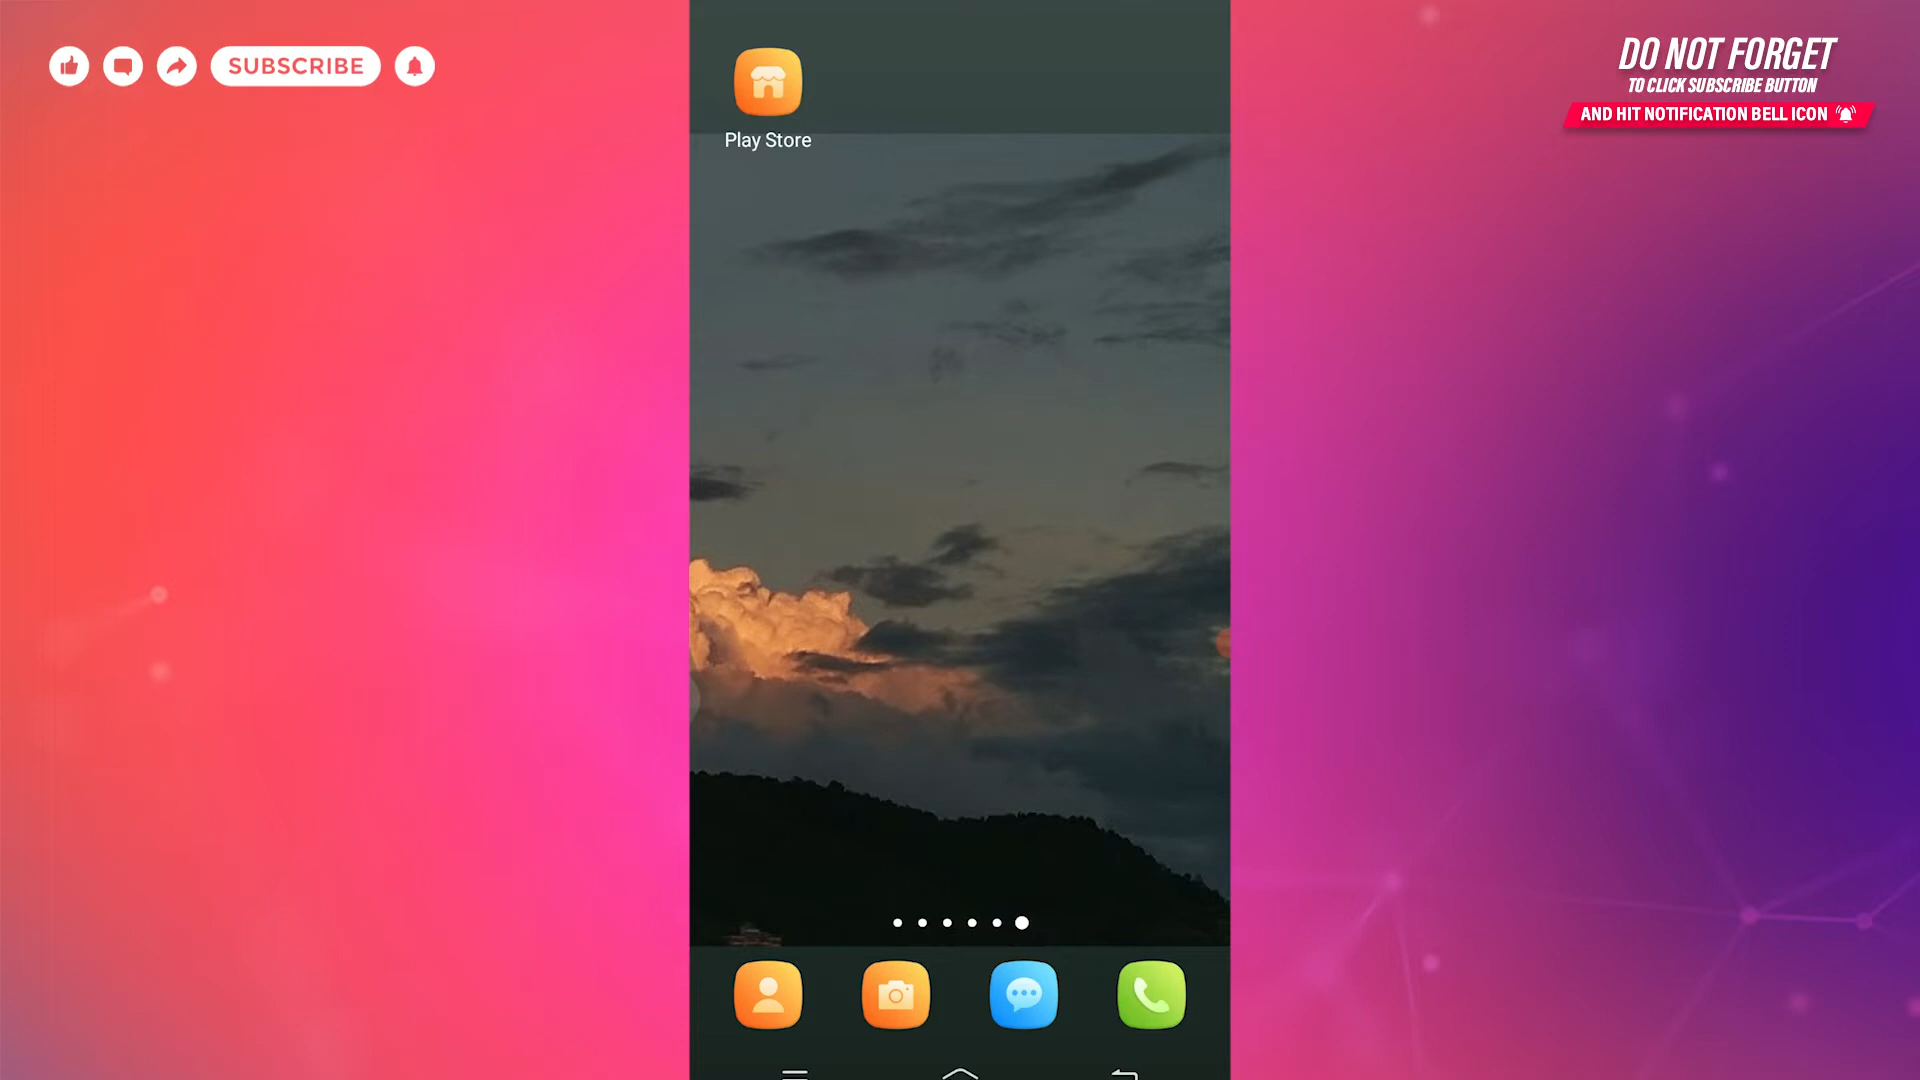 SUBSCRIBE
DO NOT FORGET
TO CLICK SUBSCRIBE BUTTON
AND HIT NOTIFICATION BELL ICON
Play Store